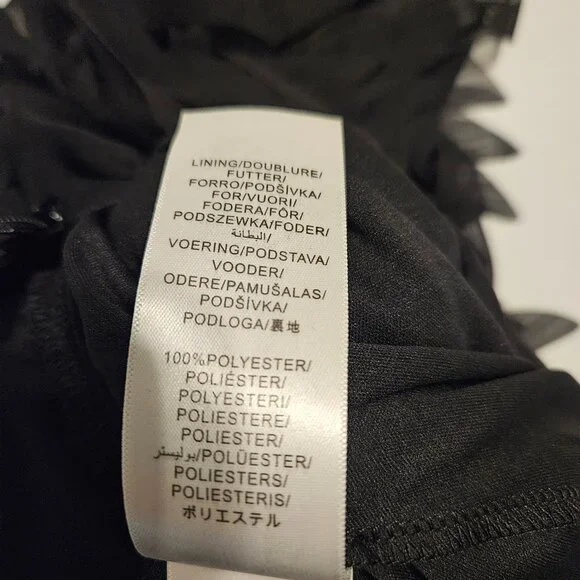 LINING/DOUBLURE/
FUTTER/
FORRO/PODŠÍVKA/
FOR/VUORI/
FODERA/FÔR/
PODSZEWKA/FODER/
البطانة/
VOERING/PODSTAVA/
VOODER/
ODERE/PAMUŠALAS/
PODŠÍVKA/
PODLOGA/裏地
100%POLYESTER/
POLIÉSTER/
POLYESTERI/
POLIESTERE/
POLIESTER/
بوليستر/POLÜESTER/
POLIESTERS/
POLIESTERIS/
ポリエステル